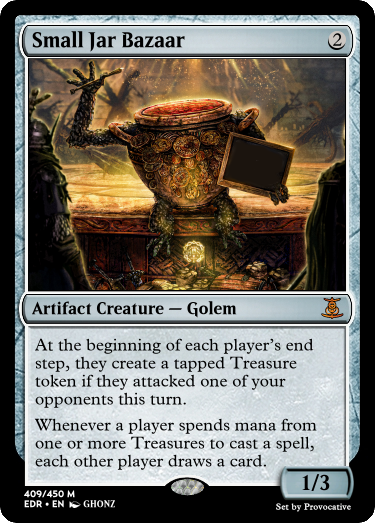 Small Jar Bazaar 2
Artifact Creature — Golem
At the beginning of each player's end
step, they create a tapped Treasure
token if they attacked one of your
opponents this turn.
Whenever a player spends mana from
one or more Treasures to cast a spell,
each other player draws a card.
1/3
409/450 M
EDR • EN GHONZ
Set by Provocative